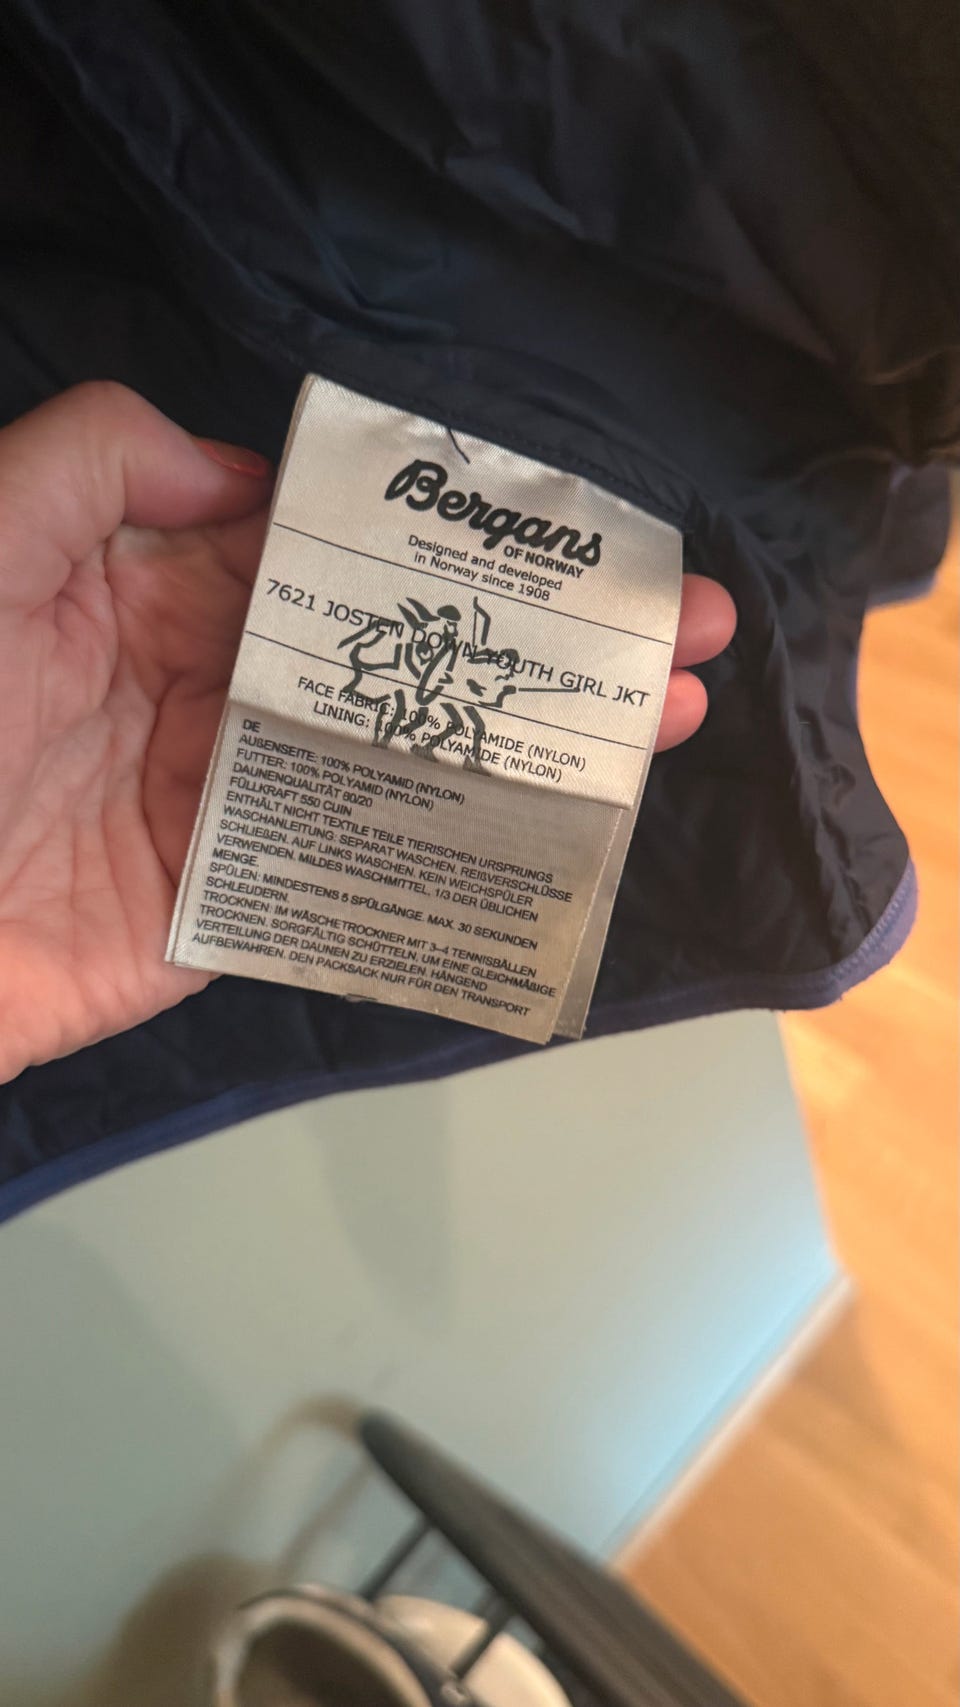 Bergans
OF NORWAY
Designed and developed
in Norway since 1908
7621 JOSTEN DOWN YOUTH GIRL JKT
FACE FABRIC: 100% POLYAMIDE (NYLON)
LINING: 100% POLYAMIDE (NYLON)
DE
AUßENSEITE: 100% POLYAMID (NYLON)
FUTTER: 100% POLYAMID (NYLON)
DAUNENQUALITÄT 80/20
FÜLLKRAFT 550 CUIN
ENTHÄLT NICHT TEXTILE TEILE TIERISCHEN URSPRUNGS
WASCHANLEITUNG: SEPARAT WASCHEN. REIßVERSCHLÜSSE
SCHLIEßEN. AUF LINKS WASCHEN. KEIN WEICHSPÜLER
VERWENDEN. MILDES WASCHMITTEL. 1/3 DER ÜBLICHEN
MENGE.
SPÜLEN: MINDESTENS 5 SPÜLGÄNGE. MAX. 30 SEKUNDEN
SCHLEUDERN.
TROCKNEN: IM WÄSCHETROCKNER MIT 3–4 TENNISBÄLLEN
TROCKNEN. SORGFÄLTIG SCHÜTTELN, UM EINE GLEICHMÄßIGE
VERTEILUNG DER DAUNEN ZU ERZIELEN. HÄNGEND
AUFBEWAHREN. DEN PACKSACK NUR FÜR DEN TRANSPORT